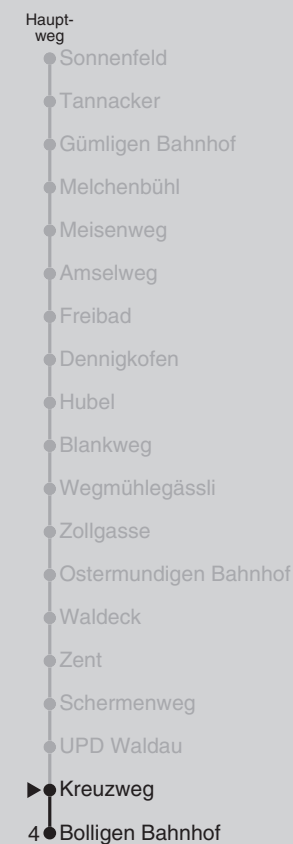 Haupt-
weg
Sonnenfeld
Tannacker
Gümligen Bahnhof
Melchenbühl
Meisenweg
Amselweg
Freibad
Dennigkofen
Hubel
Blankweg
Wegmühlegässli
Zollgasse
Ostermundigen Bahnhof
Waldeck
Zent
Schermenweg
UPD Waldau
Kreuzweg
4 Bolligen Bahnhof